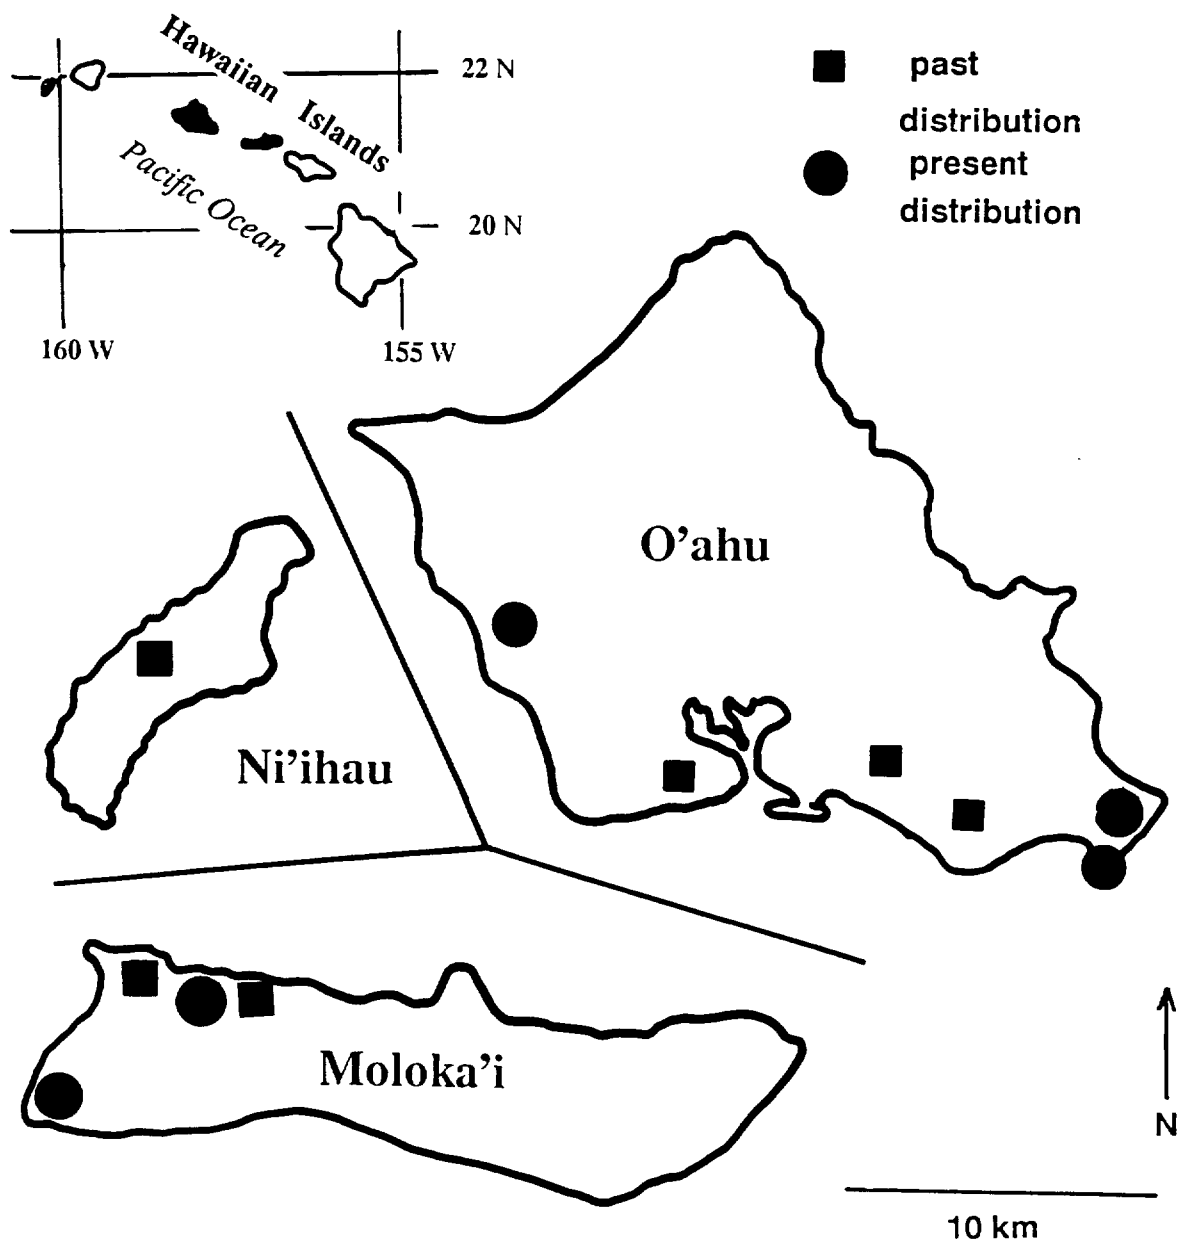 Hawaiian Islands
Pacific Ocean
22 N
20 N
160 W
155 W
past
distribution
present
distribution
O’ahu
Ni’ihau
Moloka’i
N
10 km